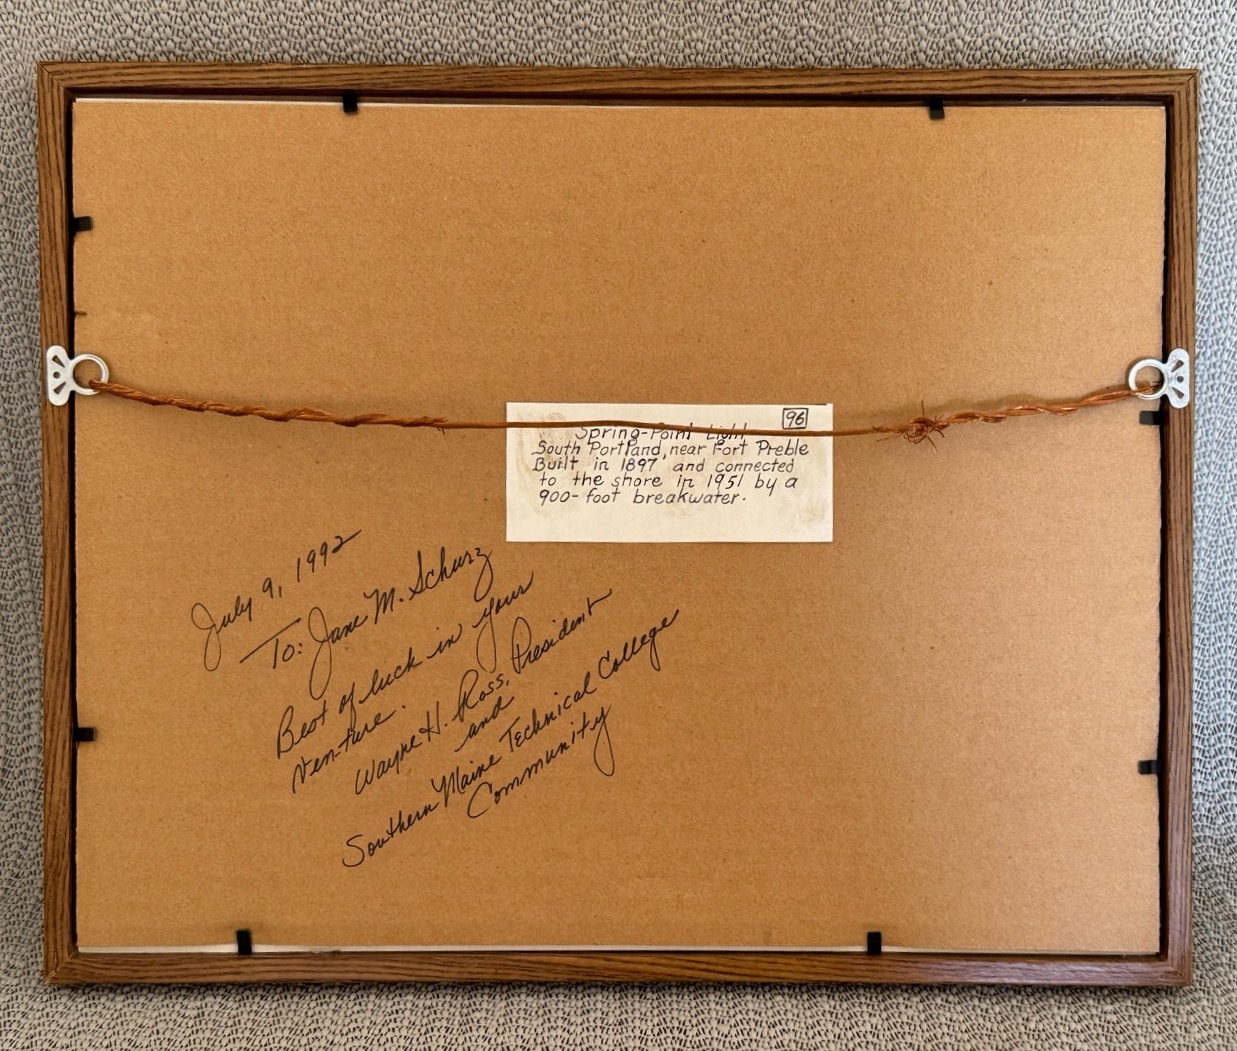 96
Spring-Point Light
South Portland, near Fort Preble
Built in 1897, and connected
to the shore in 1951 by a
900-foot breakwater.
July 9, 1992
To: Jane M. Schurz
Best of luck in your
venture.
Wayne H. Ross, President
and
Southern Maine Technical College
Community